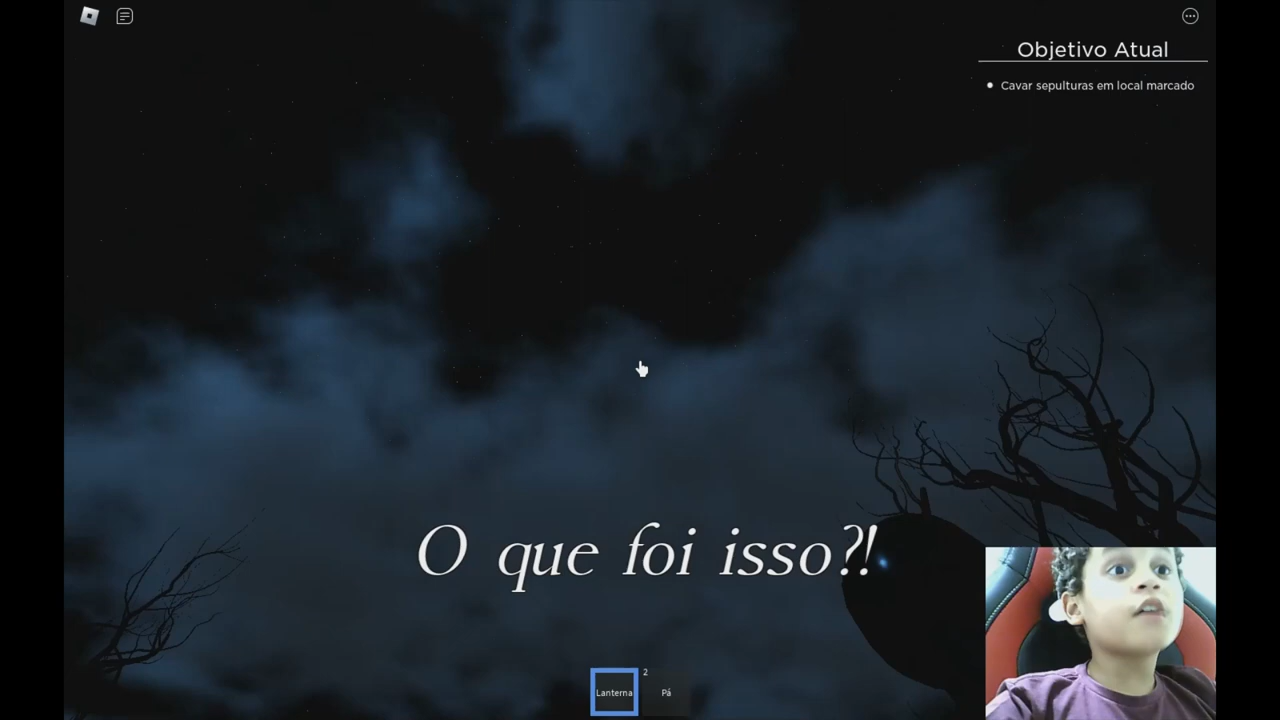 Objetivo Atual
Cavar sepulturas em local marcado
O que foi isso?!
Lanterna
2
Pá